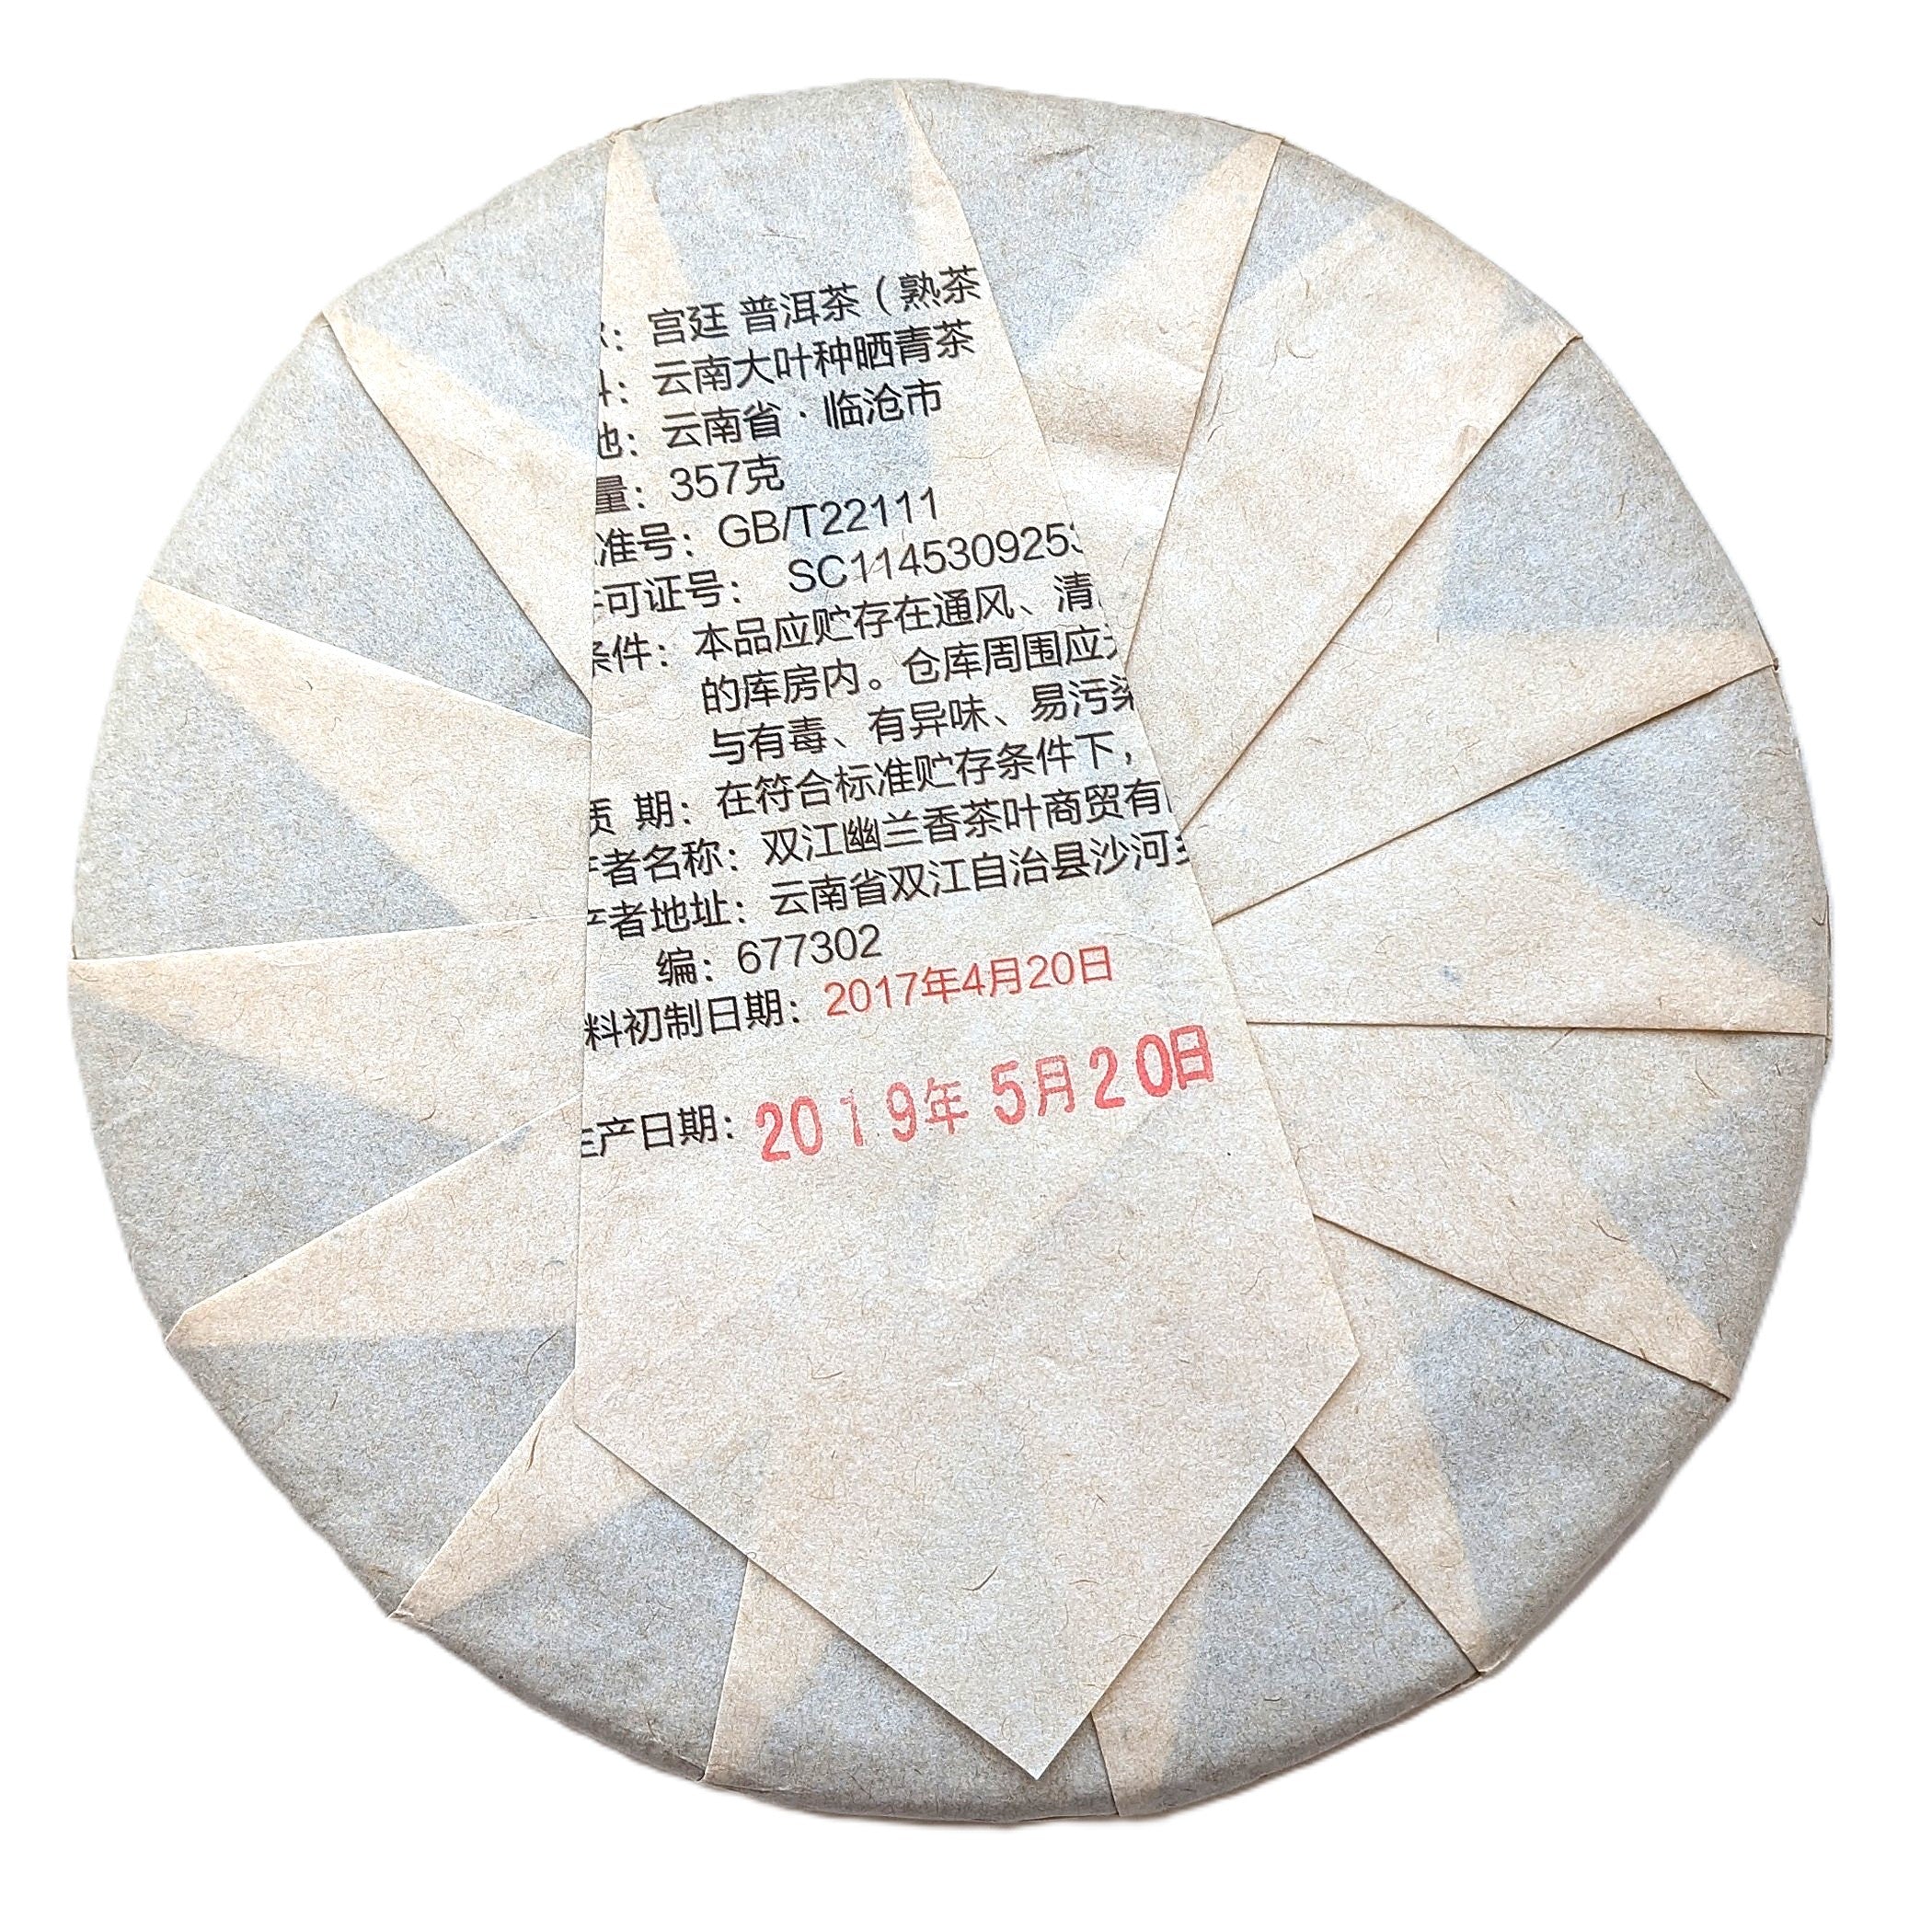 ：宫廷 普洱茶（熟茶
：云南大叶种晒青茶
地：云南省·临沧市
量：357克
准号：GB/T22111
可证号：SC1145309253
条件：本品应贮存在通风、清
的库房内。仓库周围应
与有毒、有异味、易污染
质 期：在符合标准贮存条件下，
者名称：双江幽兰香茶叶商贸有
产者地址：云南省双江自治县沙河
编：677302
料初制日期：2017年4月20日
生产日期：2019年5月20日